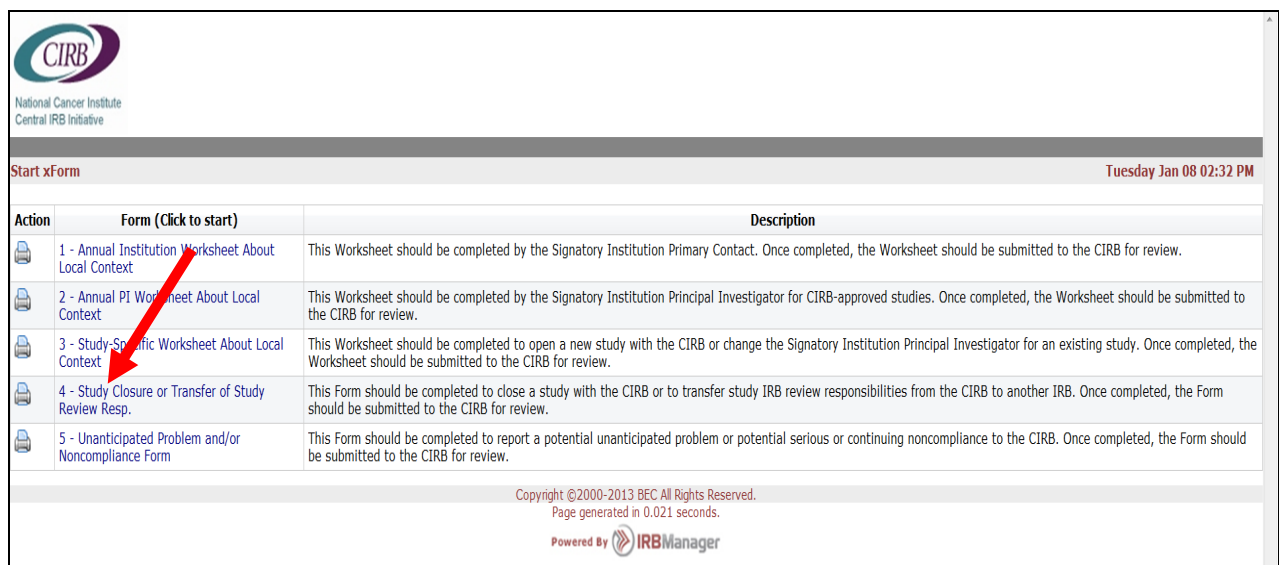 CIRB
National Cancer Institute
Central IRB Initiative
Start xForm
Tuesday Jan 08 02:32 PM
Action Form (Click to start) Description
1 - Annual Institution Worksheet About
Local Context
This Worksheet should be completed by the Signatory Institution Primary Contact. Once completed, the Worksheet should be submitted to the CIRB for review.
2 - Annual PI Worksheet About Local
Context
This Worksheet should be completed by the Signatory Institution Principal Investigator for CIRB-approved studies. Once completed, the Worksheet should be submitted to
the CIRB for review.
3 - Study-Specific Worksheet About Local
Context
This Worksheet should be completed to open a new study with the CIRB or change the Signatory Institution Principal Investigator for an existing study. Once completed, the
Worksheet should be submitted to the CIRB for review.
4 - Study Closure or Transfer of Study
Review Resp.
This Form should be completed to close a study with the CIRB or to transfer study IRB review responsibilities from the CIRB to another IRB. Once completed, the Form
should be submitted to the CIRB for review.
5 - Unanticipated Problem and/or
Noncompliance Form
This Form should be completed to report a potential unanticipated problem or potential serious or continuing noncompliance to the CIRB. Once completed, the Form should
be submitted to the CIRB for review.
Copyright ©2000-2013 BEC All Rights Reserved.
Page generated in 0.021 seconds.
Powered By IRBManager